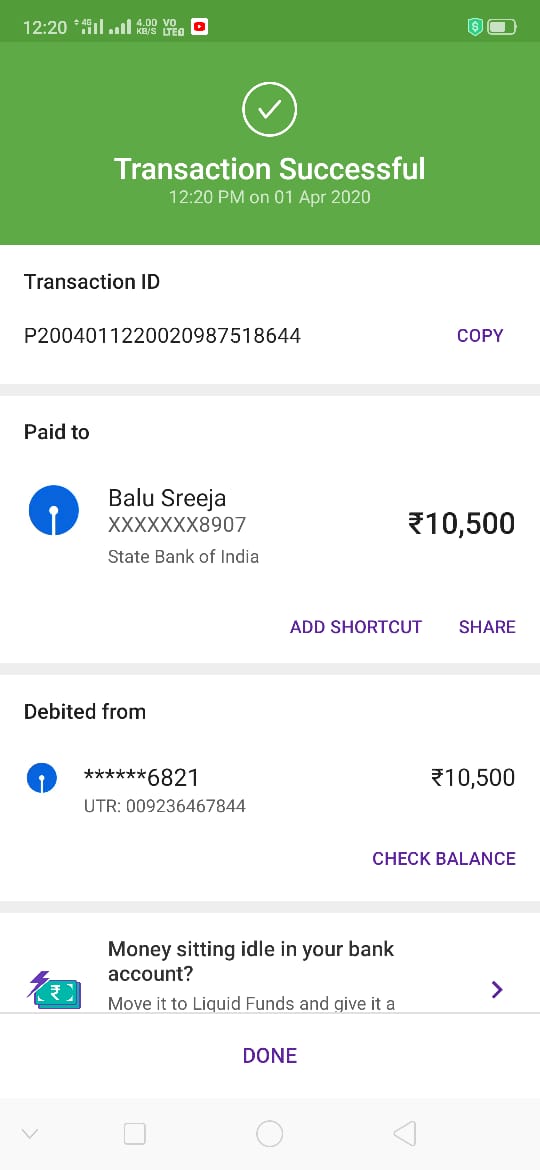 12:20 4G 4.00 KB/S VO LTE
Transaction Successful
12:20 PM on 01 Apr 2020
Transaction ID
P2004011220020987518644 COPY
Paid to
Balu Sreeja
XXXXXXX8907
₹10,500
State Bank of India
ADD SHORTCUT SHARE
Debited from
******6821 ₹10,500
UTR: 009236467844
CHECK BALANCE
Money sitting idle in your bank
account?
Move it to Liquid Funds and give it a
DONE